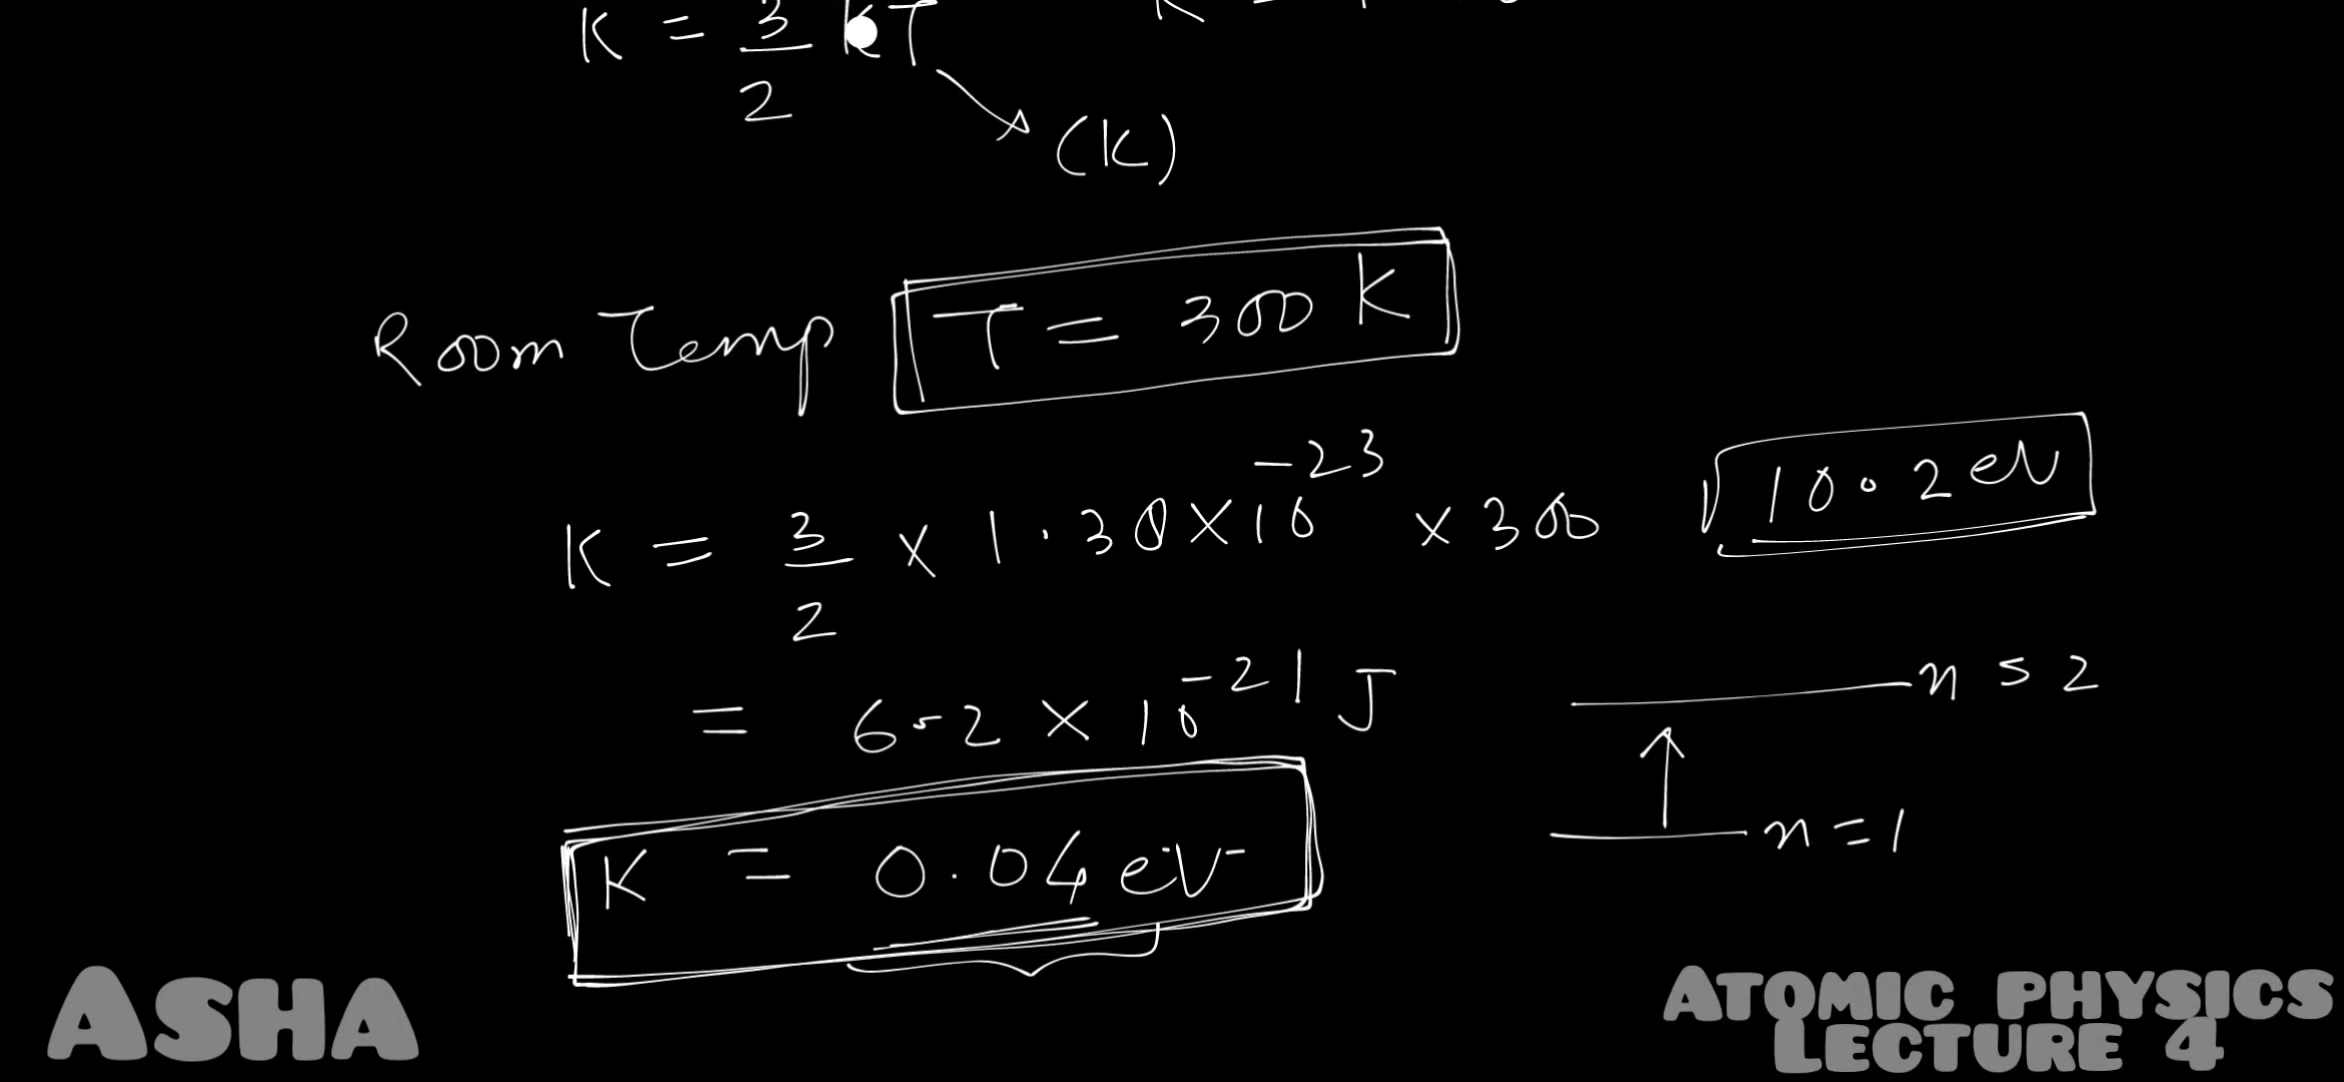 K = 3/2 kT
(K)
Room Temp T = 300 K
K = 3/2 × 1.38×10^-23 × 300
10.2 eV
= 6.2 × 10^-21 J
n = 2
K = 0.04 eV
n = 1
ASHA
ATOMIC PHYSICS
LECTURE 4